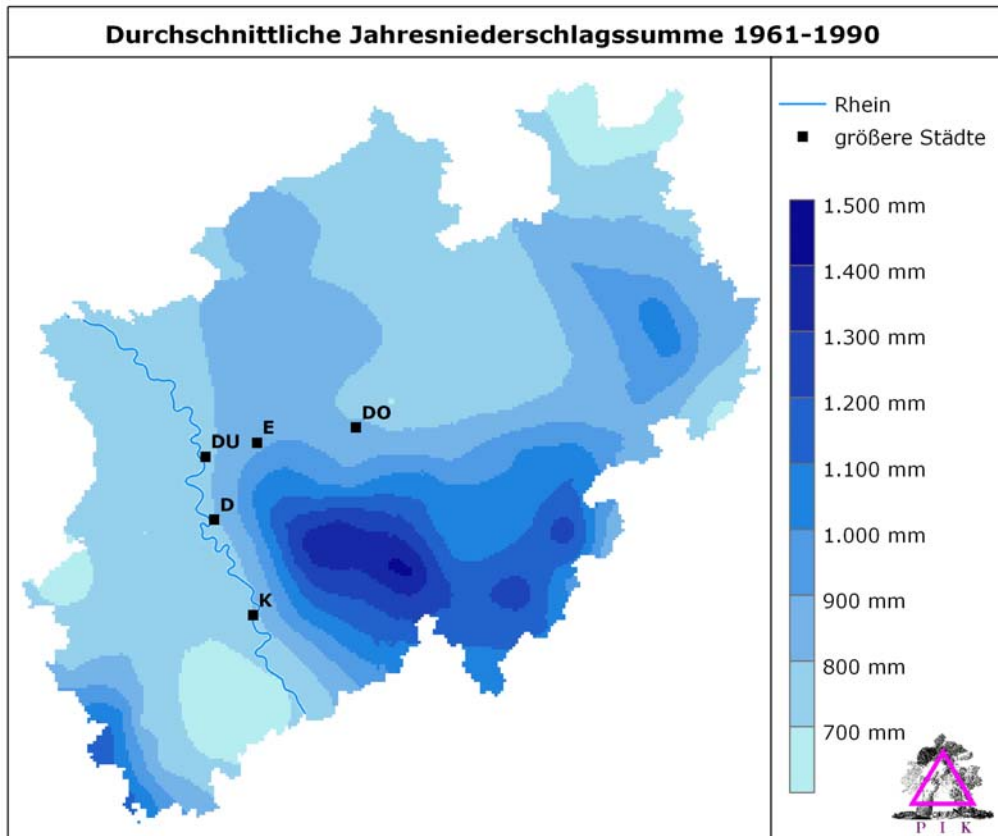 Durchschnittliche Jahresniederschlagssumme 1961-1990
Rhein
größere Städte
1.500 mm
1.400 mm
1.300 mm
1.200 mm
1.100 mm
1.000 mm
900 mm
800 mm
700 mm
DO
E
DU
D
K
P I K